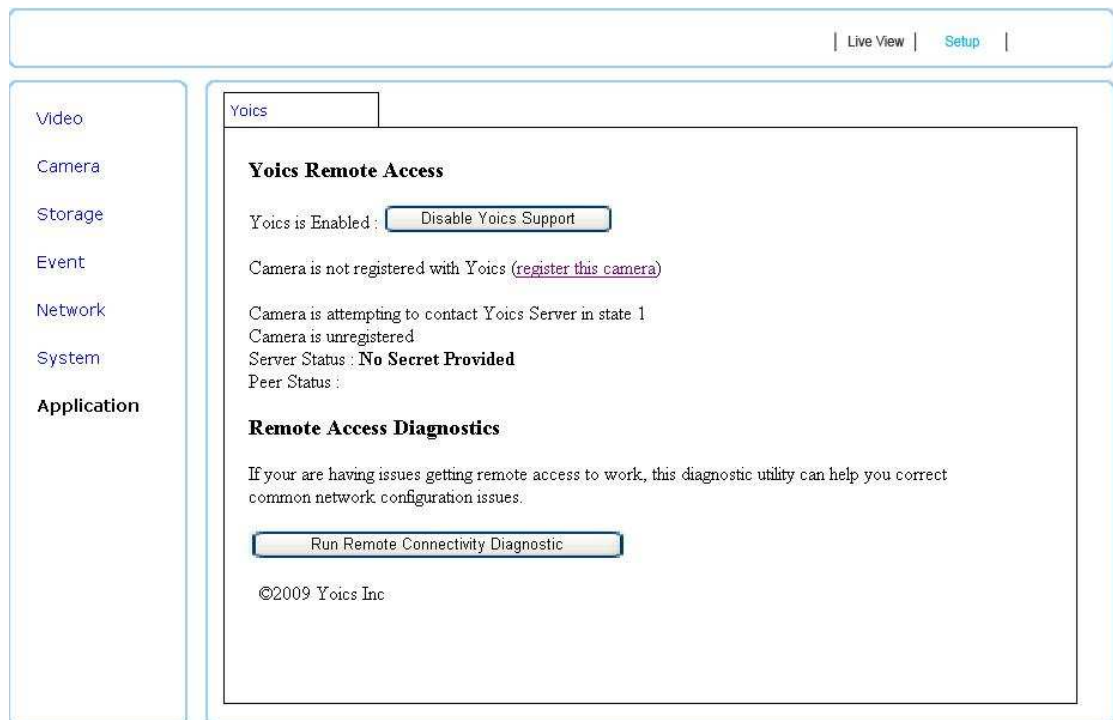 | Live View | Setup |
Video
Camera
Storage
Event
Network
System
Application
Yoics
Yoics Remote Access
Yoics is Enabled : Disable Yoics Support
Camera is not registered with Yoics (register this camera)
Camera is attempting to contact Yoics Server in state 1
Camera is unregistered
Server Status : No Secret Provided
Peer Status :
Remote Access Diagnostics
If your are having issues getting remote access to work, this diagnostic utility can help you correct
common network configuration issues.
Run Remote Connectivity Diagnostic
©2009 Yoics Inc